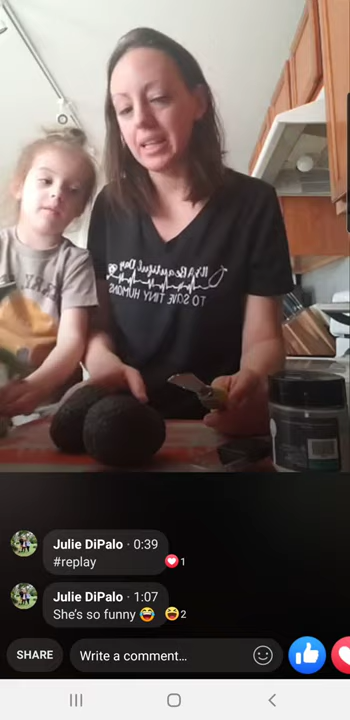 It's a Beautiful Day
TO SAVE TINY HUMANS
Julie DiPalo · 0:39
#replay
1
Julie DiPalo · 1:07
She's so funny 😂
2
SHARE
Write a comment...